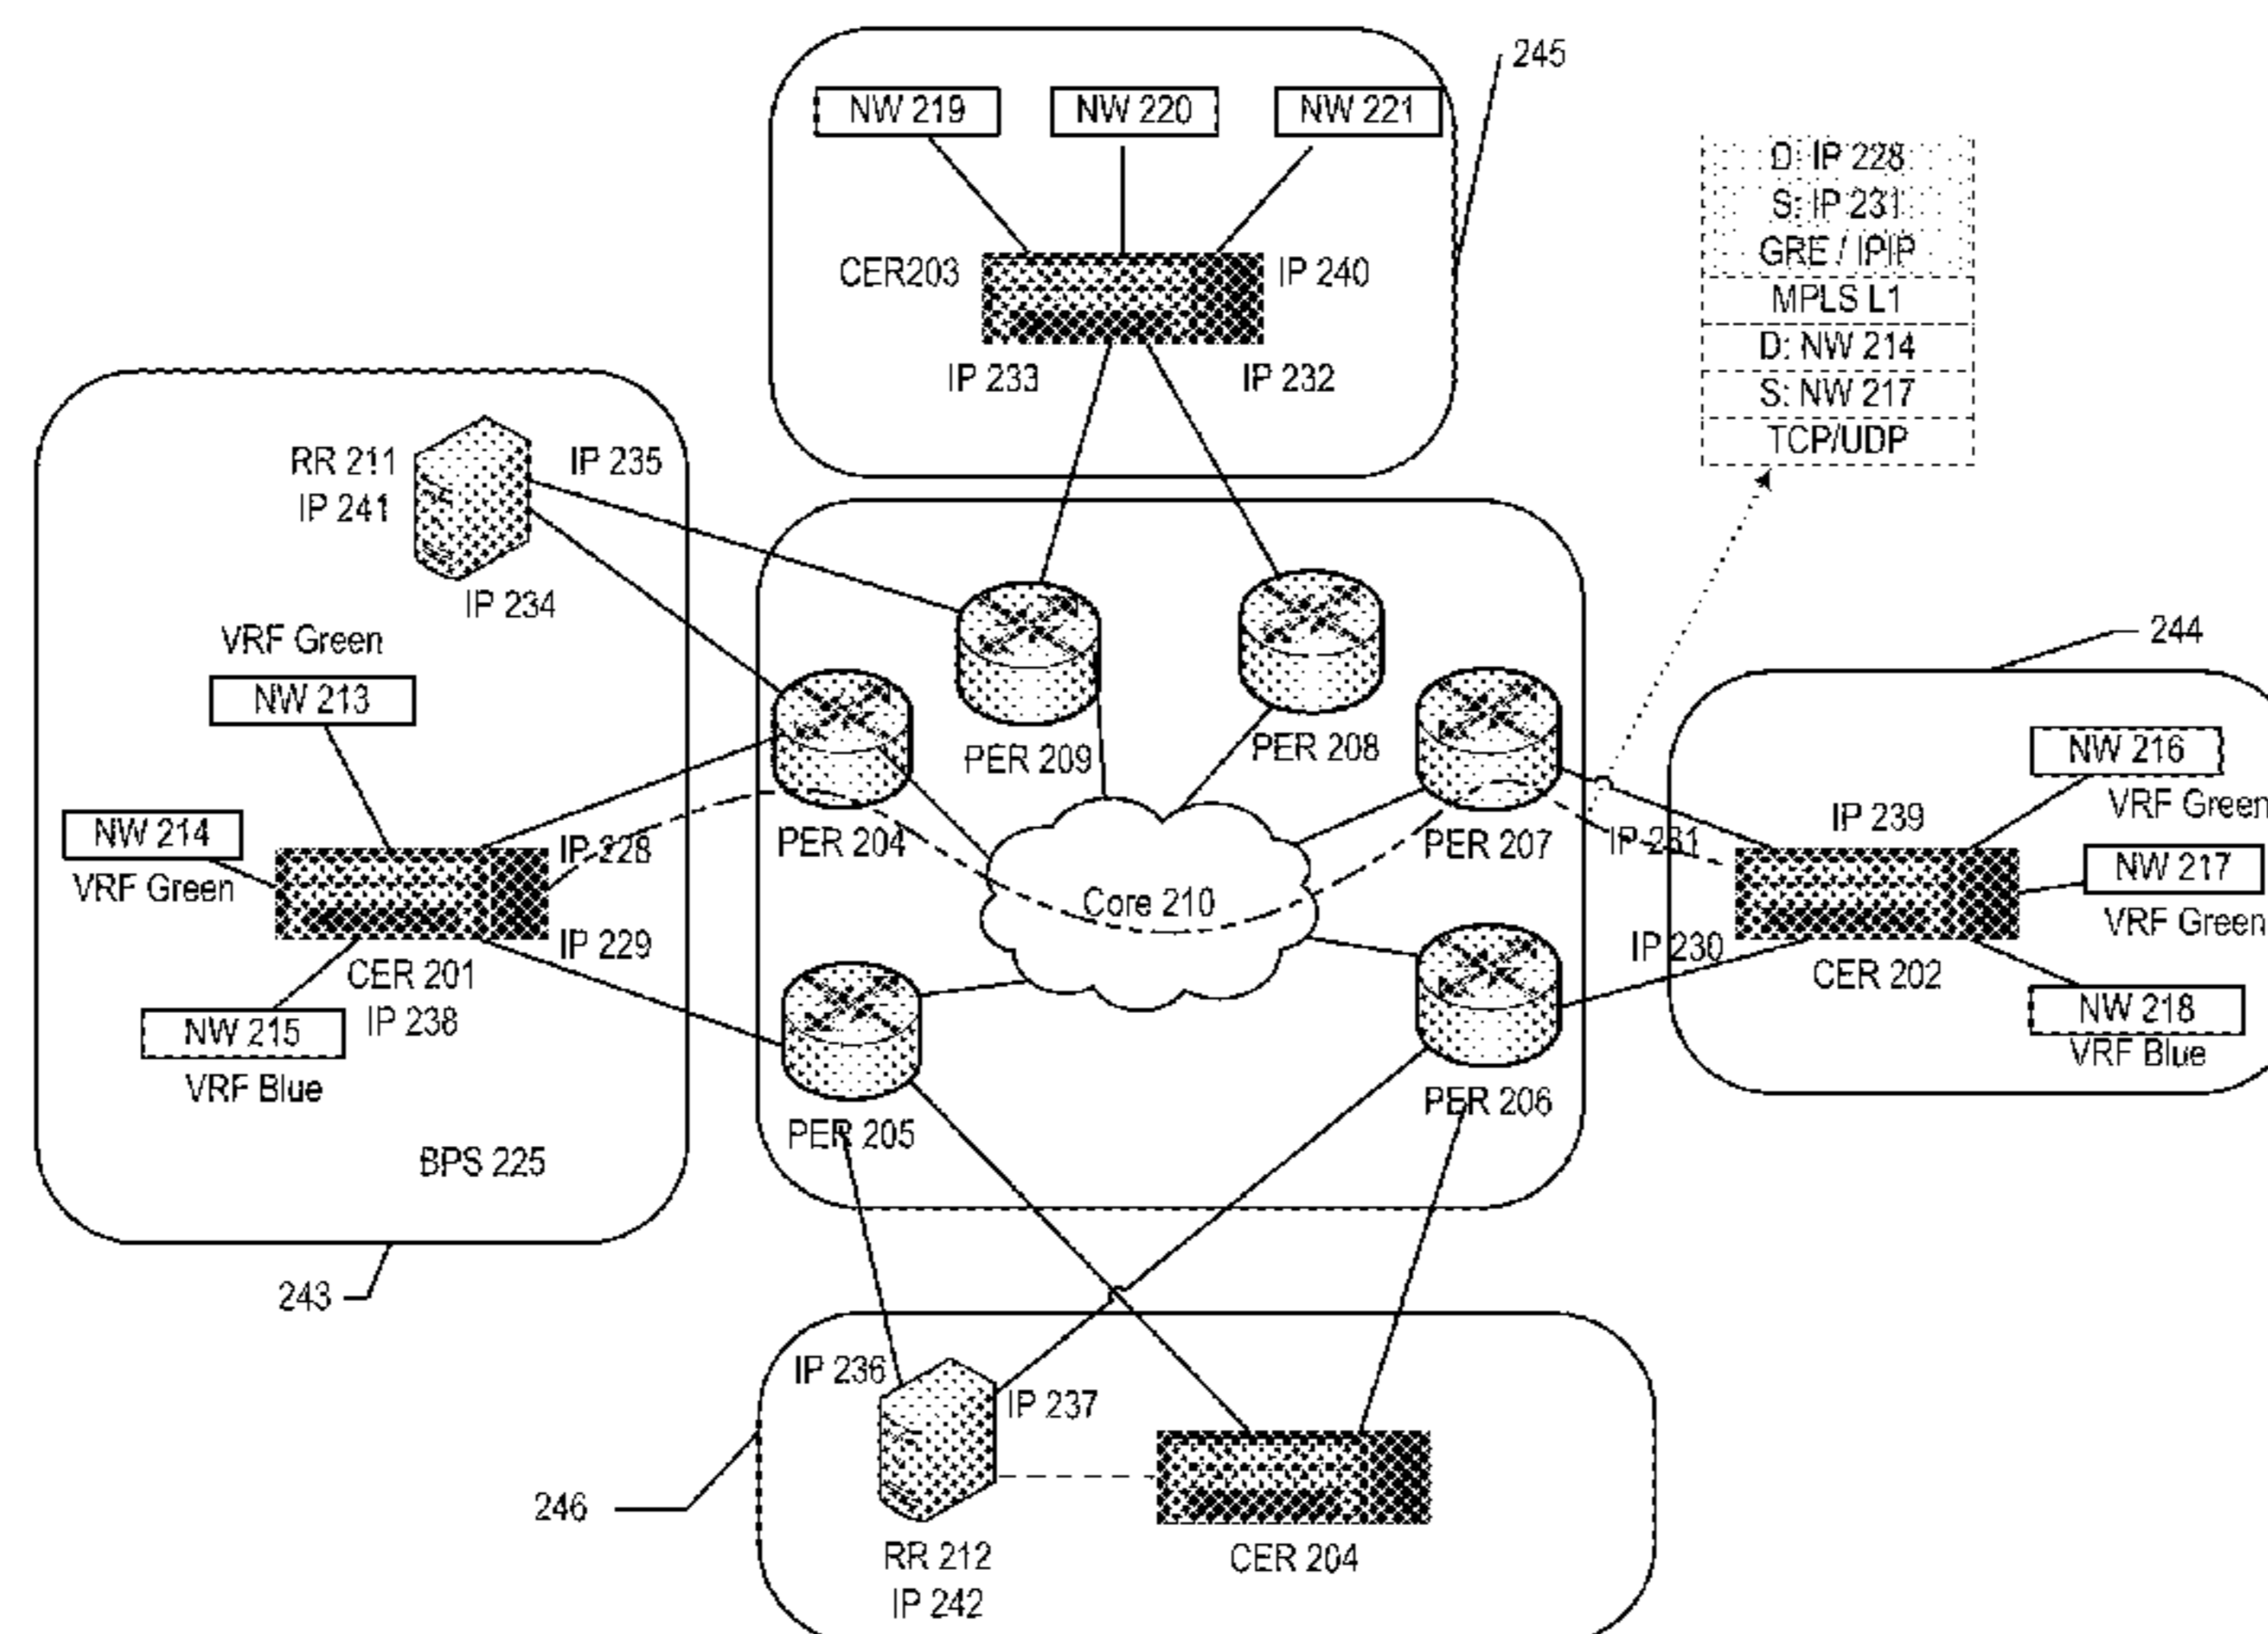 245
NW 219
NW 220
NW 221
CER203
IP 240
IP 233
IP 232
D: IP 228
S: IP 231
GRE / IPIP
MPLS L1
D: NW 214
S: NW 217
TCP/UDP
RR 211
IP 241
IP 235
IP 234
VRF Green
NW 213
NW 214
VRF Green
IP 228
IP 229
CER 201
IP 238
NW 215
VRF Blue
BPS 225
243
PER 209
PER 208
PER 204
PER 207
Core 210
PER 205
PER 206
244
IP 231
IP 239
IP 230
CER 202
NW 216
VRF Green
NW 217
VRF Green
NW 218
VRF Blue
246
IP 236
IP 237
RR 212
IP 242
CER 204